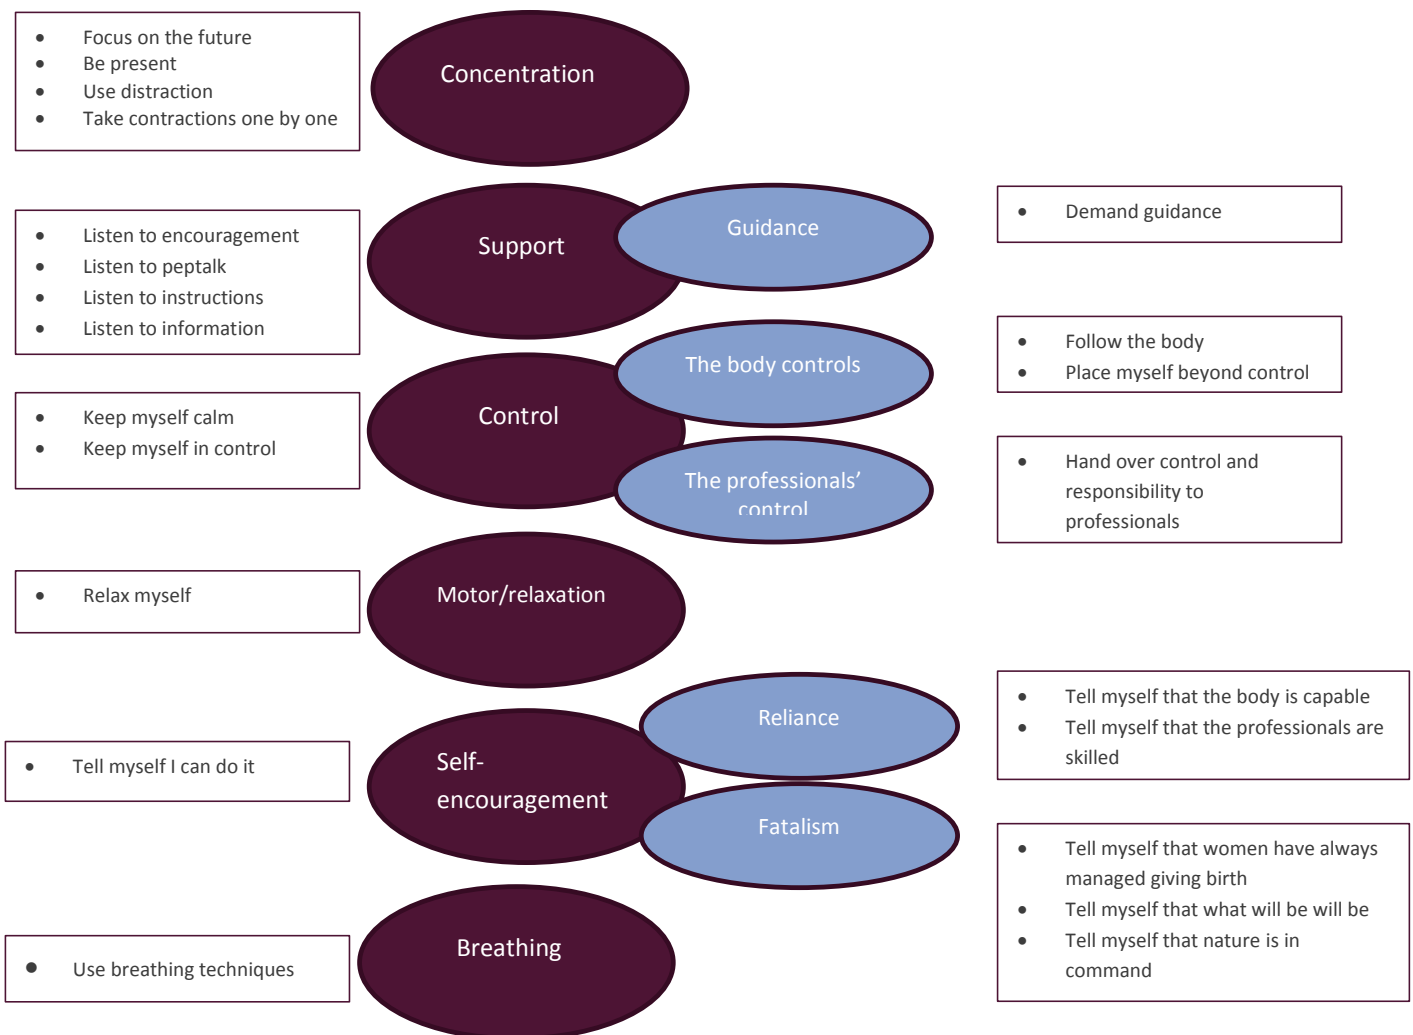 • Focus on the future
• Be present
• Use distraction
• Take contractions one by one
Concentration
• Listen to encouragement
• Listen to peptalk
• Listen to instructions
• Listen to information
Support
Guidance
• Demand guidance
• Keep myself calm
• Keep myself in control
Control
The body controls
• Follow the body
• Place myself beyond control
The professionals’
control
• Hand over control and
responsibility to
professionals
• Relax myself
Motor/relaxation
• Tell myself I can do it
Self-
encouragement
Reliance
• Tell myself that the body is capable
• Tell myself that the professionals are
skilled
Fatalism
• Tell myself that women have always
managed giving birth
• Tell myself that what will be will be
• Tell myself that nature is in
command
• Use breathing techniques
Breathing